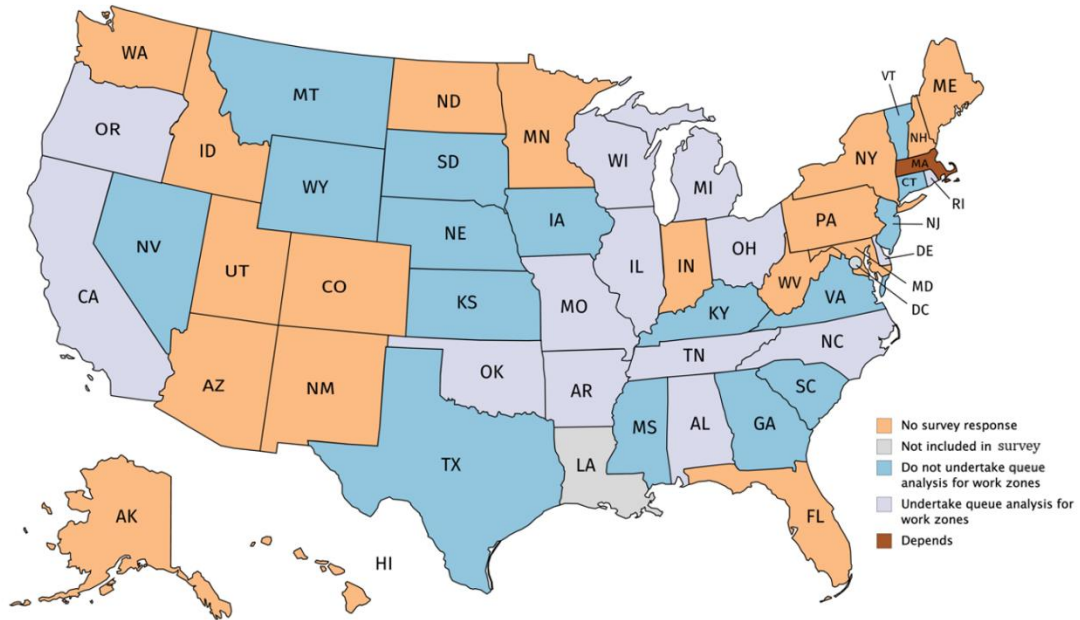 WA
MT
ND
MN
OR
ID
SD
WY
WI
MI
VT
ME
NH
NY
MA
CT
RI
NJ
PA
DE
MD
DC
NV
NE
IA
UT
CO
CA
KS
MO
IL
IN
OH
WV
VA
KY
AZ
NM
OK
AR
TN
NC
SC
TX
MS
AL
GA
LA
FL
AK
HI
No survey response
Not included in survey
Do not undertake queue
analysis for work zones
Undertake queue analysis for
work zones
Depends